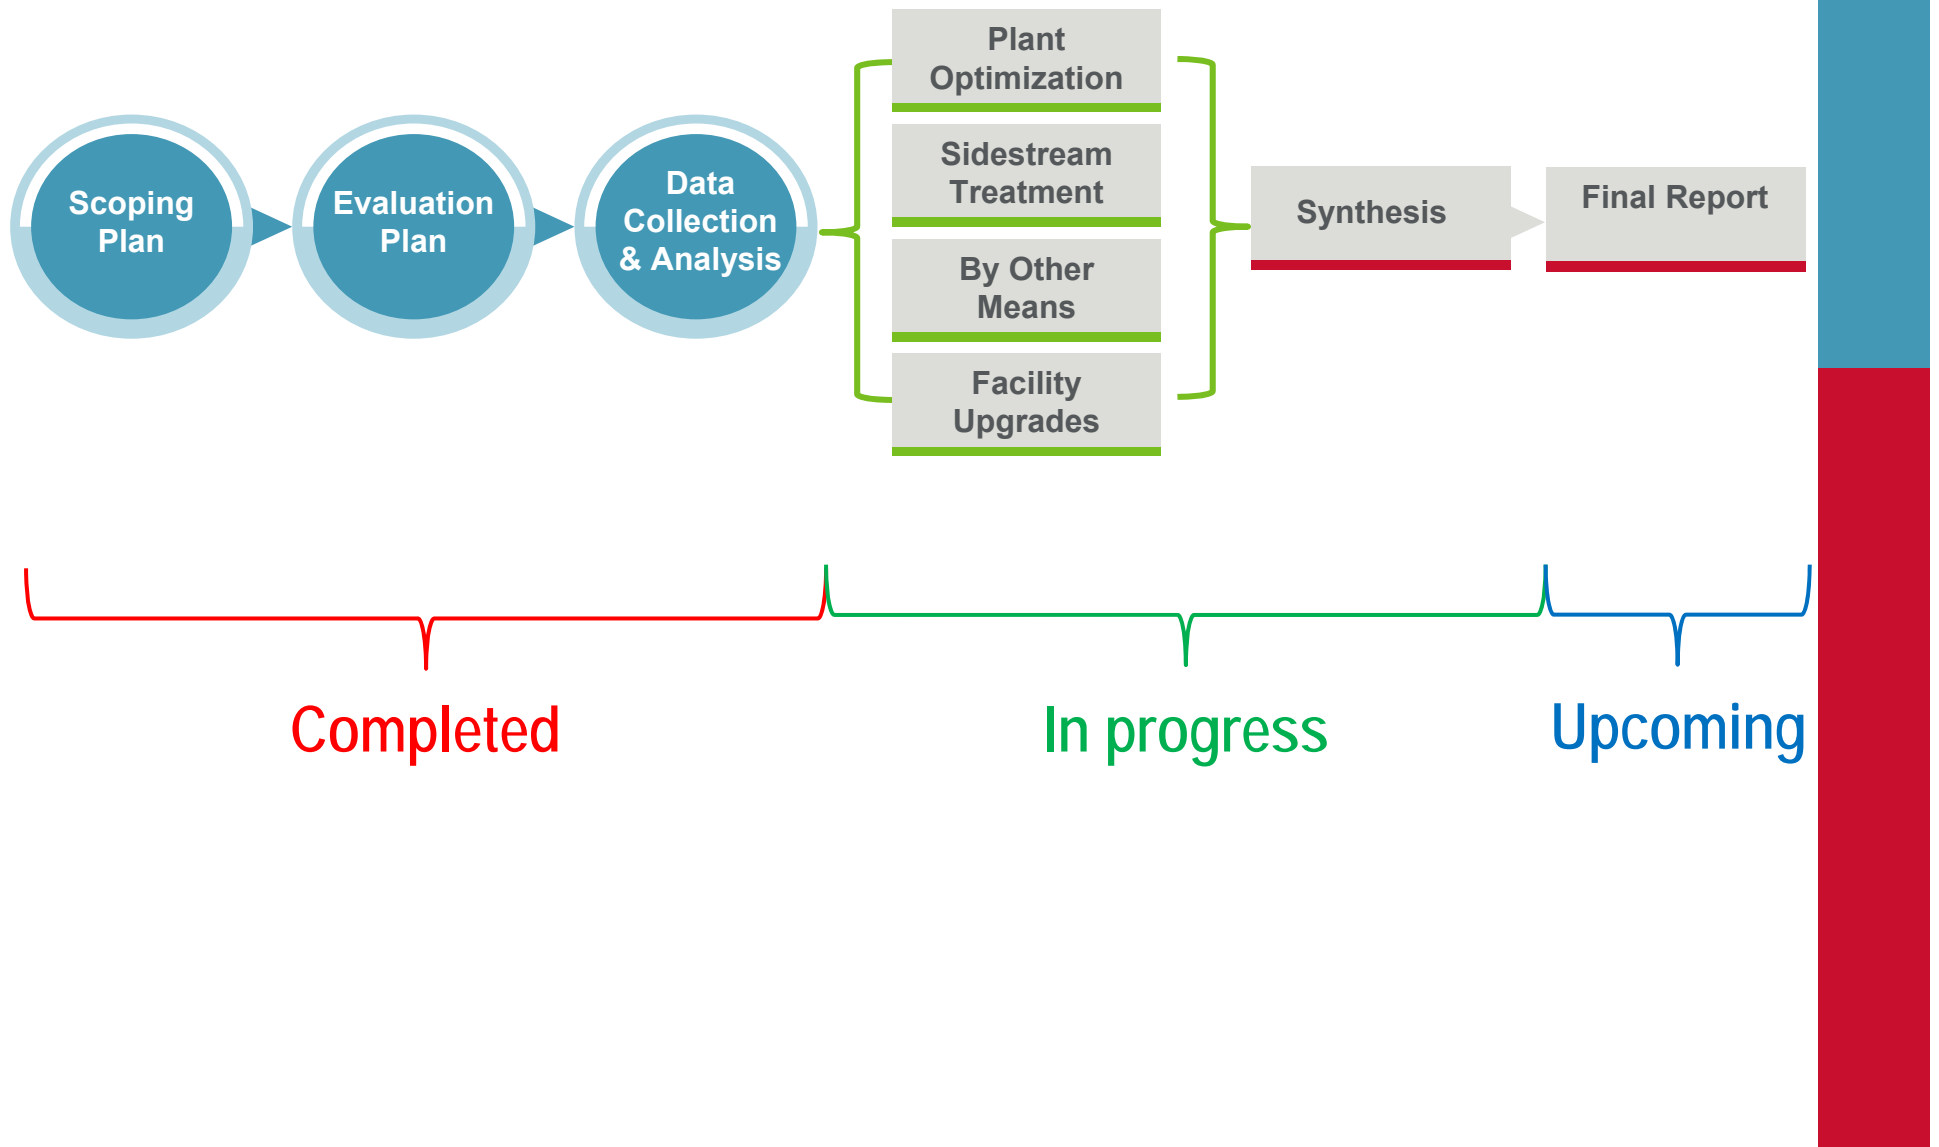 Scoping
Plan
Evaluation
Plan
Data
Collection
& Analysis
Plant
Optimization
Sidestream
Treatment
By Other
Means
Facility
Upgrades
Synthesis
Final Report
Completed
In progress
Upcoming